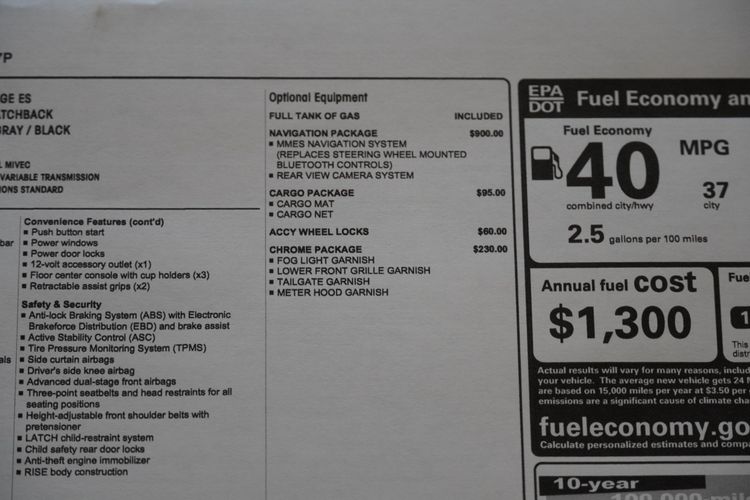 GE ES
TCHBACK
GRAY / BLACK
MIVEC
VARIABLE TRANSMISSION
IONS STANDARD
Convenience Features (cont'd)
▪ Push button start
bar
▪ Power windows
▪ Power door locks
▪ 12-volt accessory outlet (x1)
▪ Floor center console with cup holders (x3)
▪ Retractable assist grips (x2)
Safety & Security
▪ Anti-lock Braking System (ABS) with Electronic
Brakeforce Distribution (EBD) and brake assist
▪ Active Stability Control (ASC)
▪ Tire Pressure Monitoring System (TPMS)
als
▪ Side curtain airbags
▪ Driver's side knee airbag
▪ Advanced dual-stage front airbags
▪ Three-point seatbelts and head restraints for all
seating positions
▪ Height-adjustable front shoulder belts with
pretensioner
▪ LATCH child-restraint system
▪ Child safety rear door locks
▪ Anti-theft engine immobilizer
▪ RISE body construction
Optional Equipment
FULL TANK OF GAS INCLUDED
NAVIGATION PACKAGE $900.00
▪ MMES NAVIGATION SYSTEM
(REPLACES STEERING WHEEL MOUNTED
BLUETOOTH CONTROLS)
▪ REAR VIEW CAMERA SYSTEM
CARGO PACKAGE $95.00
▪ CARGO MAT
▪ CARGO NET
ACCY WHEEL LOCKS $60.00
CHROME PACKAGE $230.00
▪ FOG LIGHT GARNISH
▪ LOWER FRONT GRILLE GARNISH
▪ TAILGATE GARNISH
▪ METER HOOD GARNISH
EPA
DOT
Fuel Economy an
Fuel Economy
40
MPG
combined city/hwy
37
city
2.5 gallons per 100 miles
Annual fuel cost
$1,300
Fue
1
This
distr
Actual results will vary for many reasons, includ
your vehicle. The average new vehicle gets 24 M
are based on 15,000 miles per year at $3.50 per
emissions are a significant cause of climate cha
fueleconomy.go
Calculate personalized estimates and comp
10-year